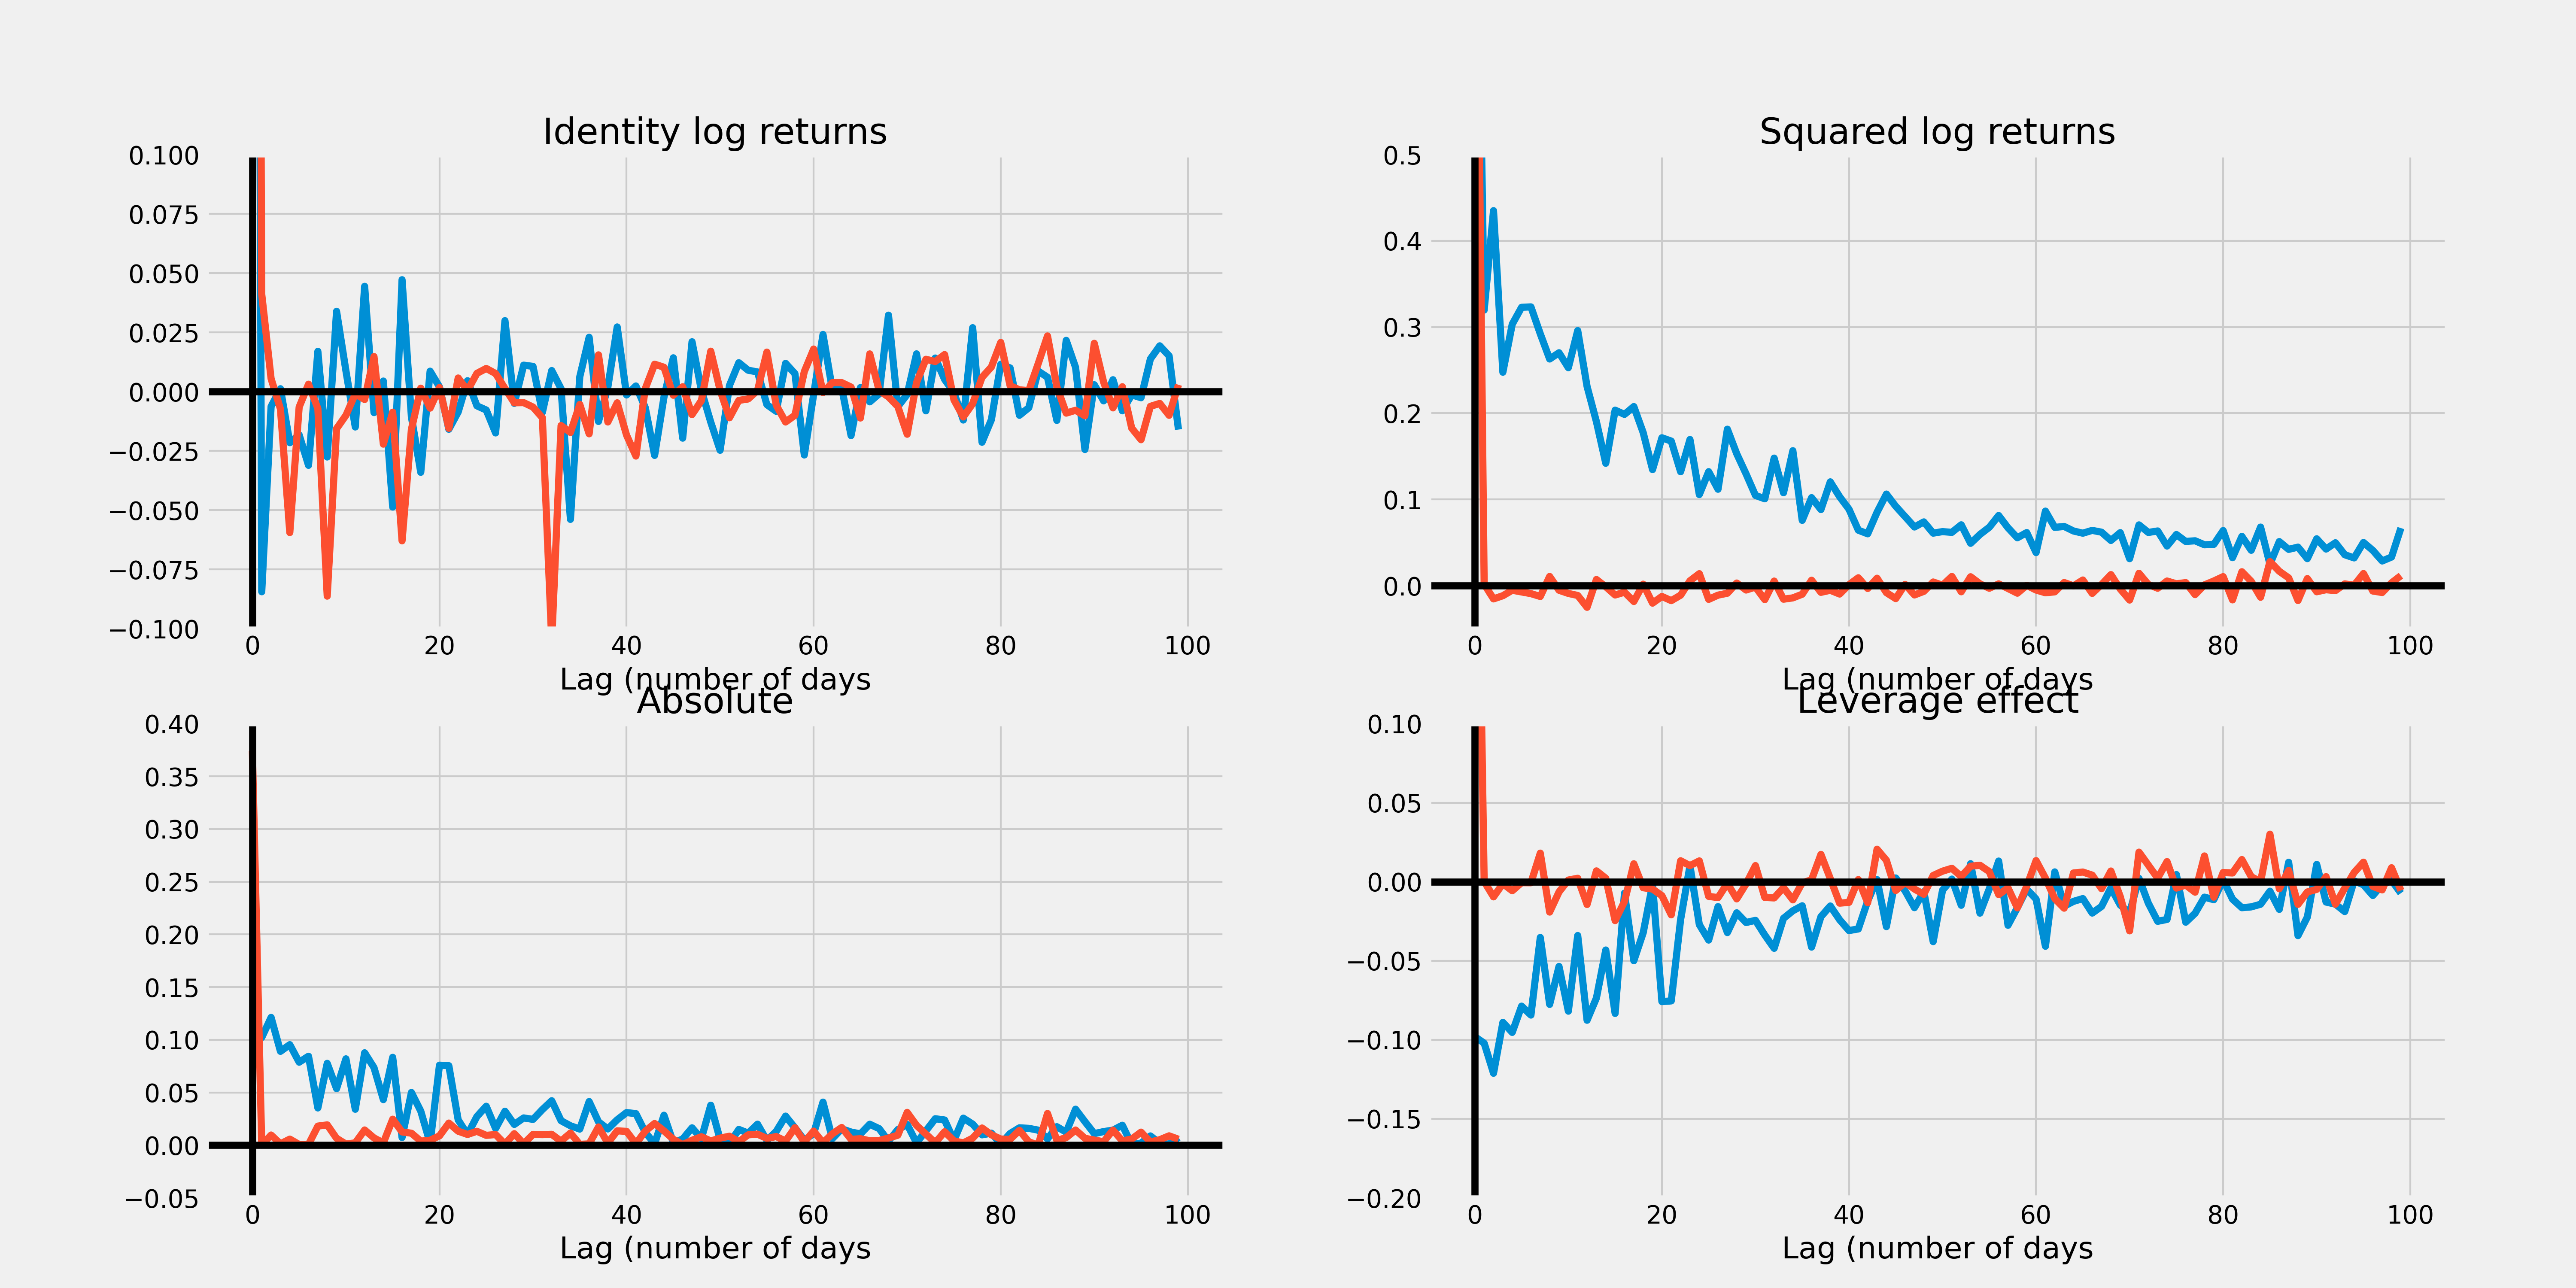 Identity log returns
0.100
0.075
0.050
0.025
0.000
−0.025
−0.050
−0.075
−0.100
0 20 40 60 80 100
Lag (number of days
Squared log returns
0.5
0.4
0.3
0.2
0.1
0.0
0 20 40 60 80 100
Lag (number of days
Absolute
0.40
0.35
0.30
0.25
0.20
0.15
0.10
0.05
0.00
−0.05
0 20 40 60 80 100
Lag (number of days
Leverage effect
0.10
0.05
0.00
−0.05
−0.10
−0.15
−0.20
0 20 40 60 80 100
Lag (number of days